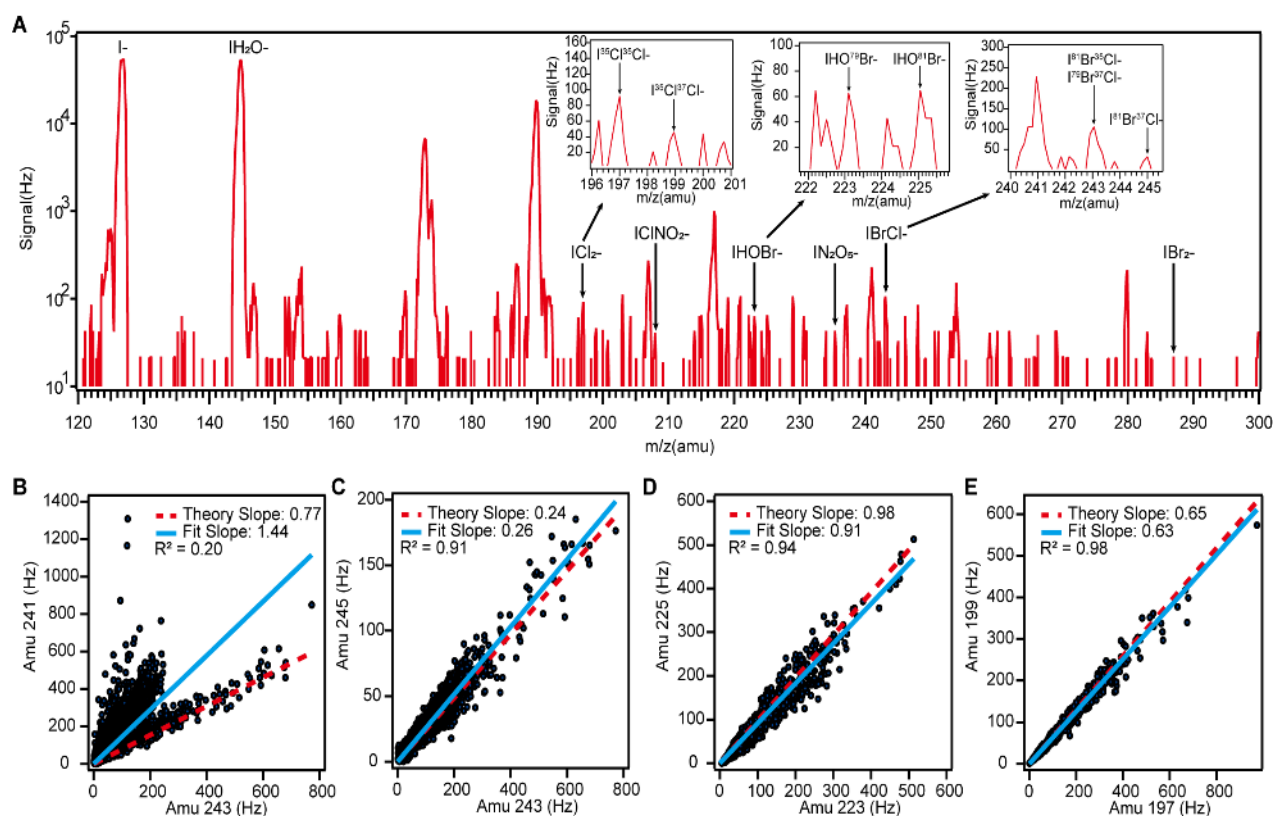 A
I-
IH₂O-
I³⁵Cl³⁵Cl-
I³⁵Cl³⁷Cl-
Signal(Hz)
160
140
120
100
80
60
40
20
196 197 198 199 200 201
m/z(amu)
IHO⁷⁹Br-
IHO⁸¹Br-
Signal(Hz)
100
80
60
40
20
222 223 224 225
m/z(amu)
I⁸¹Br³⁵Cl-
I⁷⁹Br³⁷Cl-
I⁸¹Br³⁷Cl-
Signal(Hz)
300
250
200
150
100
50
240 241 242 243 244 245
m/z(amu)
Signal(Hz)
10⁵
10⁴
10³
10²
10¹
ICl₂-
IClNO₂-
IHOBr-
IN₂O₅-
IBrCl-
IBr₂-
120 130 140 150 160 170 180 190 200 210 220 230 240 250 260 270 280 290 300
m/z(amu)
B
Amu 241 (Hz)
1400
1200
1000
800
600
400
200
0
Theory Slope: 0.77
Fit Slope: 1.44
R² = 0.20
0 200 400 600 800
Amu 243 (Hz)
C
Amu 245 (Hz)
200
150
100
50
0
Theory Slope: 0.24
Fit Slope: 0.26
R² = 0.91
0 200 400 600 800
Amu 243 (Hz)
D
Amu 225 (Hz)
600
500
400
300
200
100
0
Theory Slope: 0.98
Fit Slope: 0.91
R² = 0.94
0 100 200 300 400 500 600
Amu 223 (Hz)
E
Amu 199 (Hz)
600
500
400
300
200
100
0
Theory Slope: 0.65
Fit Slope: 0.63
R² = 0.98
0 200 400 600 800
Amu 197 (Hz)